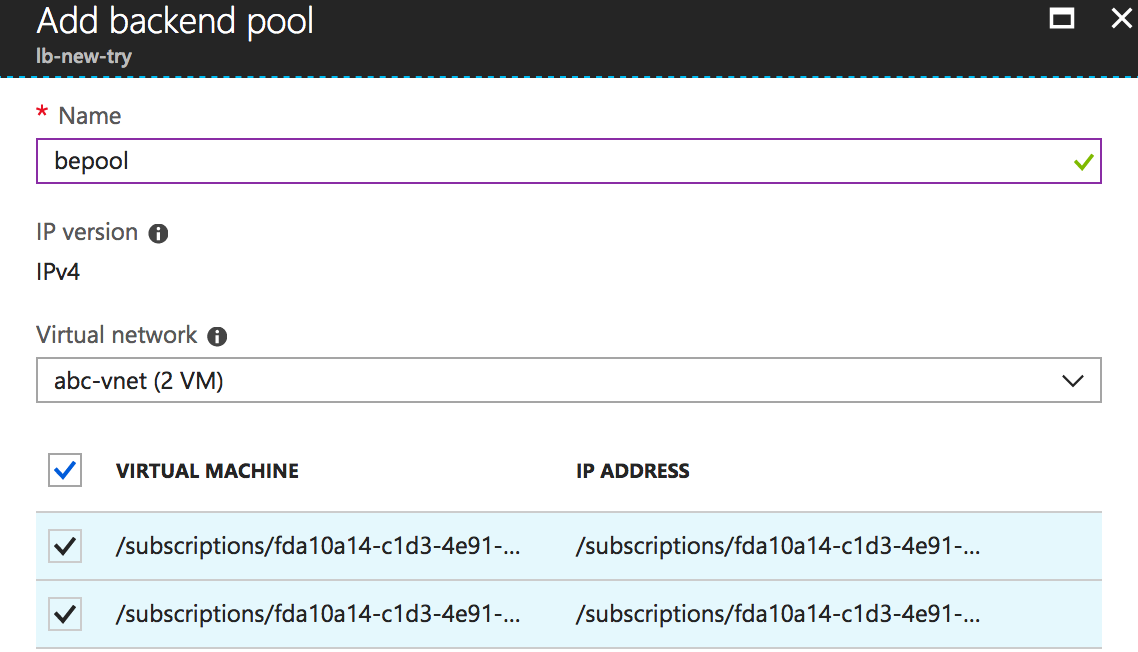 Add backend pool
lb-new-try
* Name
bepool
IP version
IPv4
Virtual network
abc-vnet (2 VM)
VIRTUAL MACHINE IP ADDRESS
/subscriptions/fda10a14-c1d3-4e91-... /subscriptions/fda10a14-c1d3-4e91-...
/subscriptions/fda10a14-c1d3-4e91-... /subscriptions/fda10a14-c1d3-4e91-...